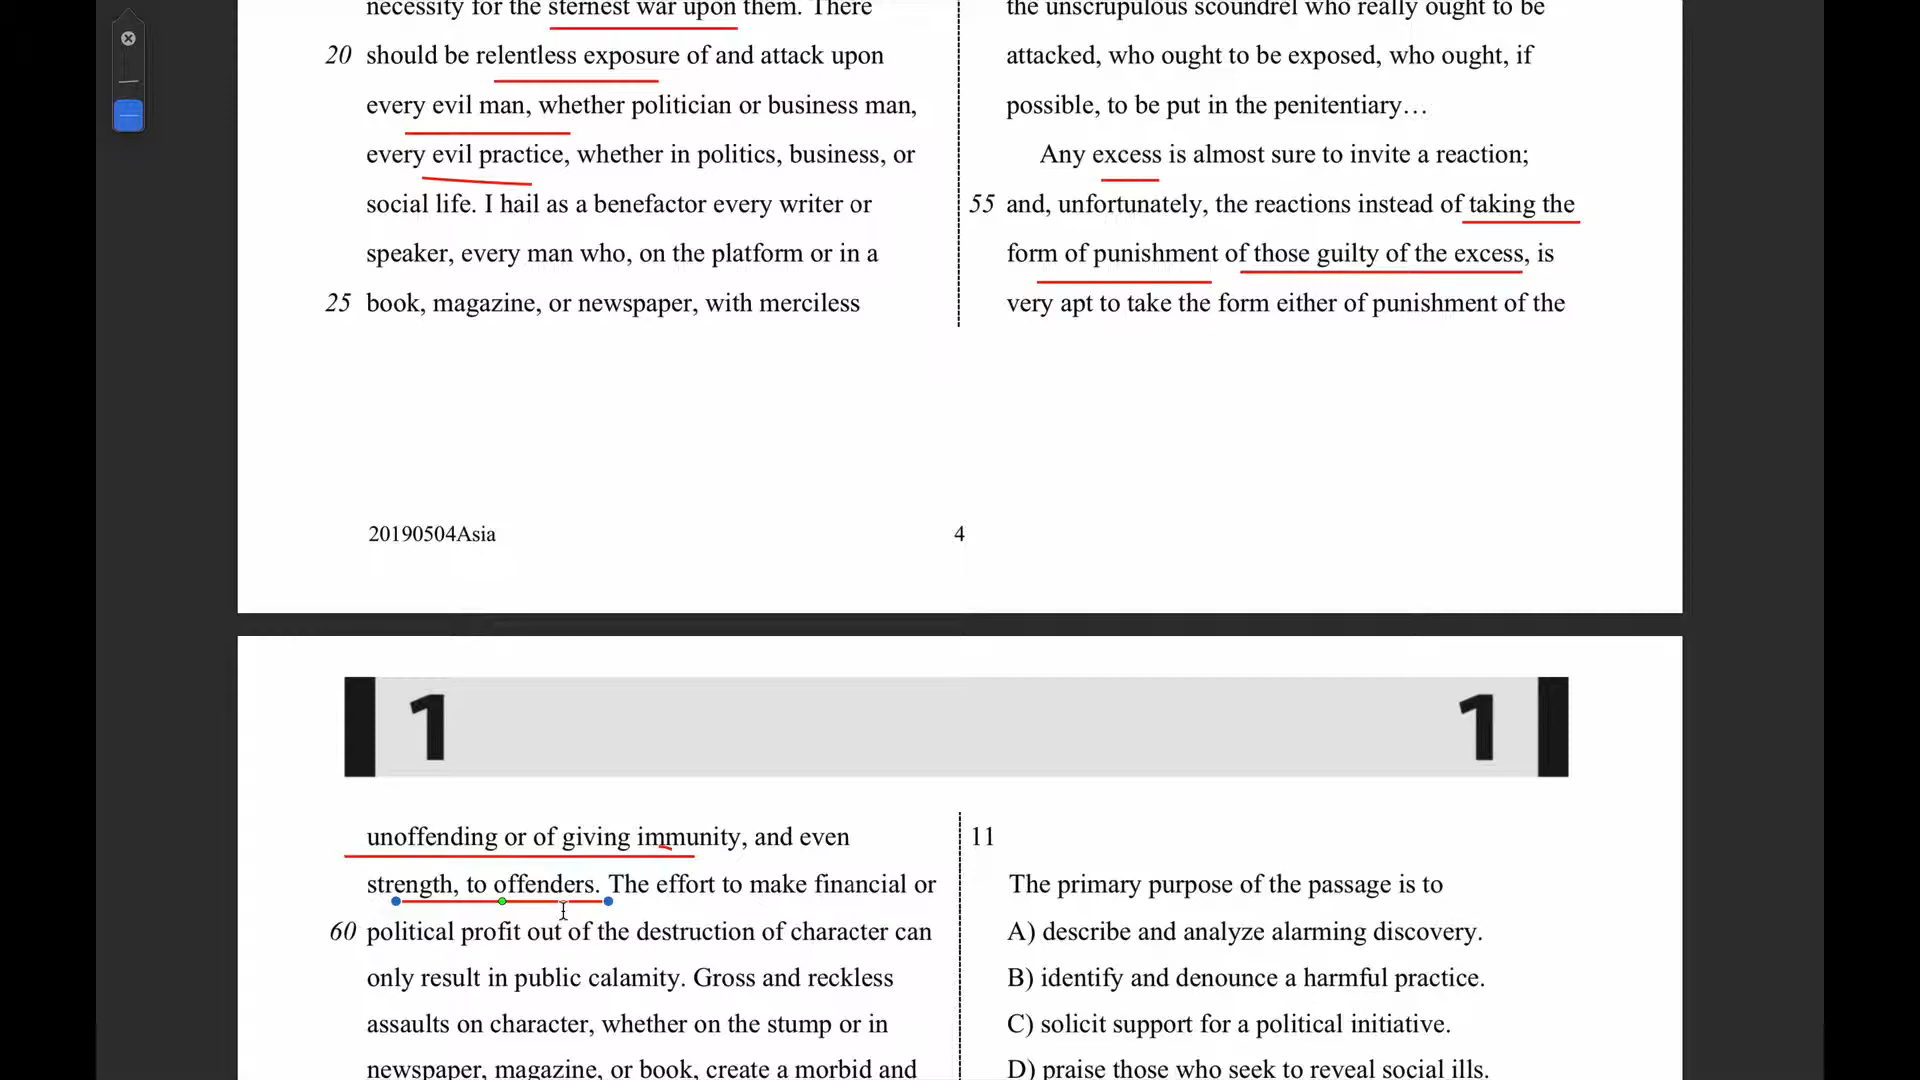 necessity for the sternest war upon them. There
20 should be relentless exposure of and attack upon
every evil man, whether politician or business man,
every evil practice, whether in politics, business, or
social life. I hail as a benefactor every writer or
speaker, every man who, on the platform or in a
25 book, magazine, or newspaper, with merciless
the unscrupulous scoundrel who really ought to be
attacked, who ought to be exposed, who ought, if
possible, to be put in the penitentiary…
Any excess is almost sure to invite a reaction;
55 and, unfortunately, the reactions instead of taking the
form of punishment of those guilty of the excess, is
very apt to take the form either of punishment of the
20190504Asia
4
1
1
unoffending or of giving immunity, and even
strength, to offenders. The effort to make financial or
60 political profit out of the destruction of character can
only result in public calamity. Gross and reckless
assaults on character, whether on the stump or in
newspaper, magazine, or book, create a morbid and
11
The primary purpose of the passage is to
A) describe and analyze alarming discovery.
B) identify and denounce a harmful practice.
C) solicit support for a political initiative.
D) praise those who seek to reveal social ills.